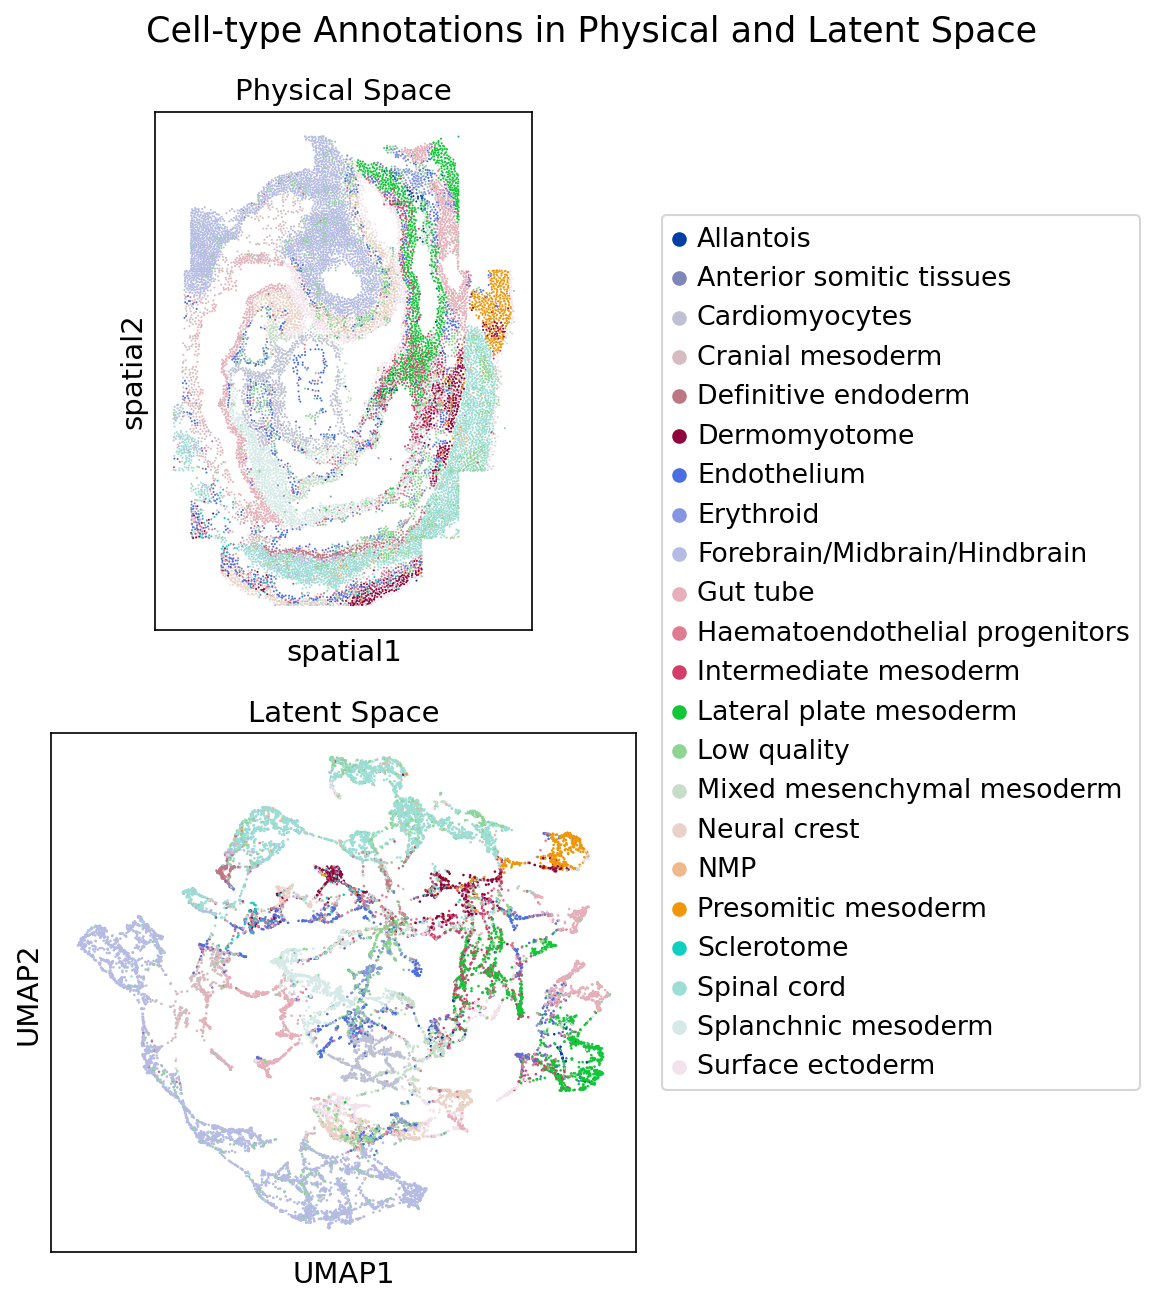 Cell-type Annotations in Physical and Latent Space
Physical Space
spatial2
spatial1
Latent Space
UMAP2
UMAP1
Allantois
Anterior somitic tissues
Cardiomyocytes
Cranial mesoderm
Definitive endoderm
Dermomyotome
Endothelium
Erythroid
Forebrain/Midbrain/Hindbrain
Gut tube
Haematoendothelial progenitors
Intermediate mesoderm
Lateral plate mesoderm
Low quality
Mixed mesenchymal mesoderm
Neural crest
NMP
Presomitic mesoderm
Sclerotome
Spinal cord
Splanchnic mesoderm
Surface ectoderm